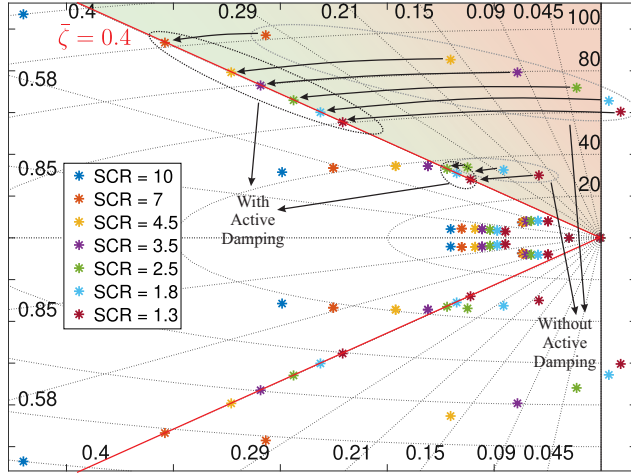 0.4 0.29 0.21 0.15 0.09 0.045 100
ζ̄ = 0.4
80
0.58
40
0.85
20
SCR = 10
SCR = 7
SCR = 4.5
SCR = 3.5
SCR = 2.5
SCR = 1.8
SCR = 1.3
With
Active
Damping
0.85
Without
Active
Damping
0.58
0.4 0.29 0.21 0.15 0.09 0.045